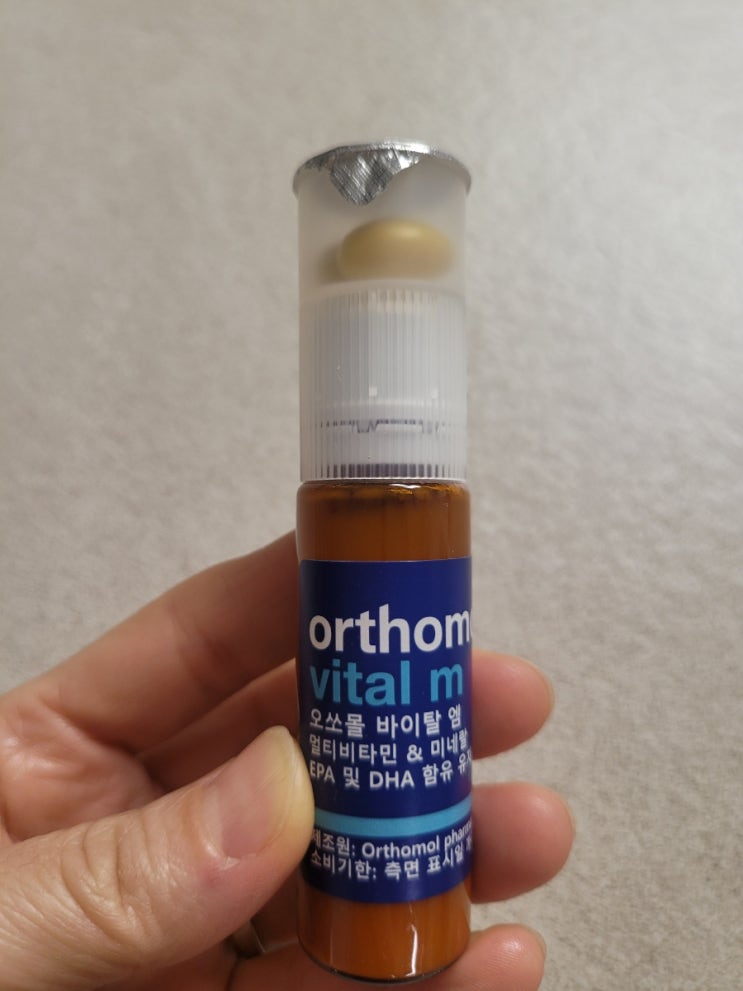 orthomo
vital m
오쏘몰 바이탈 엠
멀티비타민 & 미네랄
EPA 및 DHA 함유
제조원: Orthomol pharm
소비기한: 측면 표시일